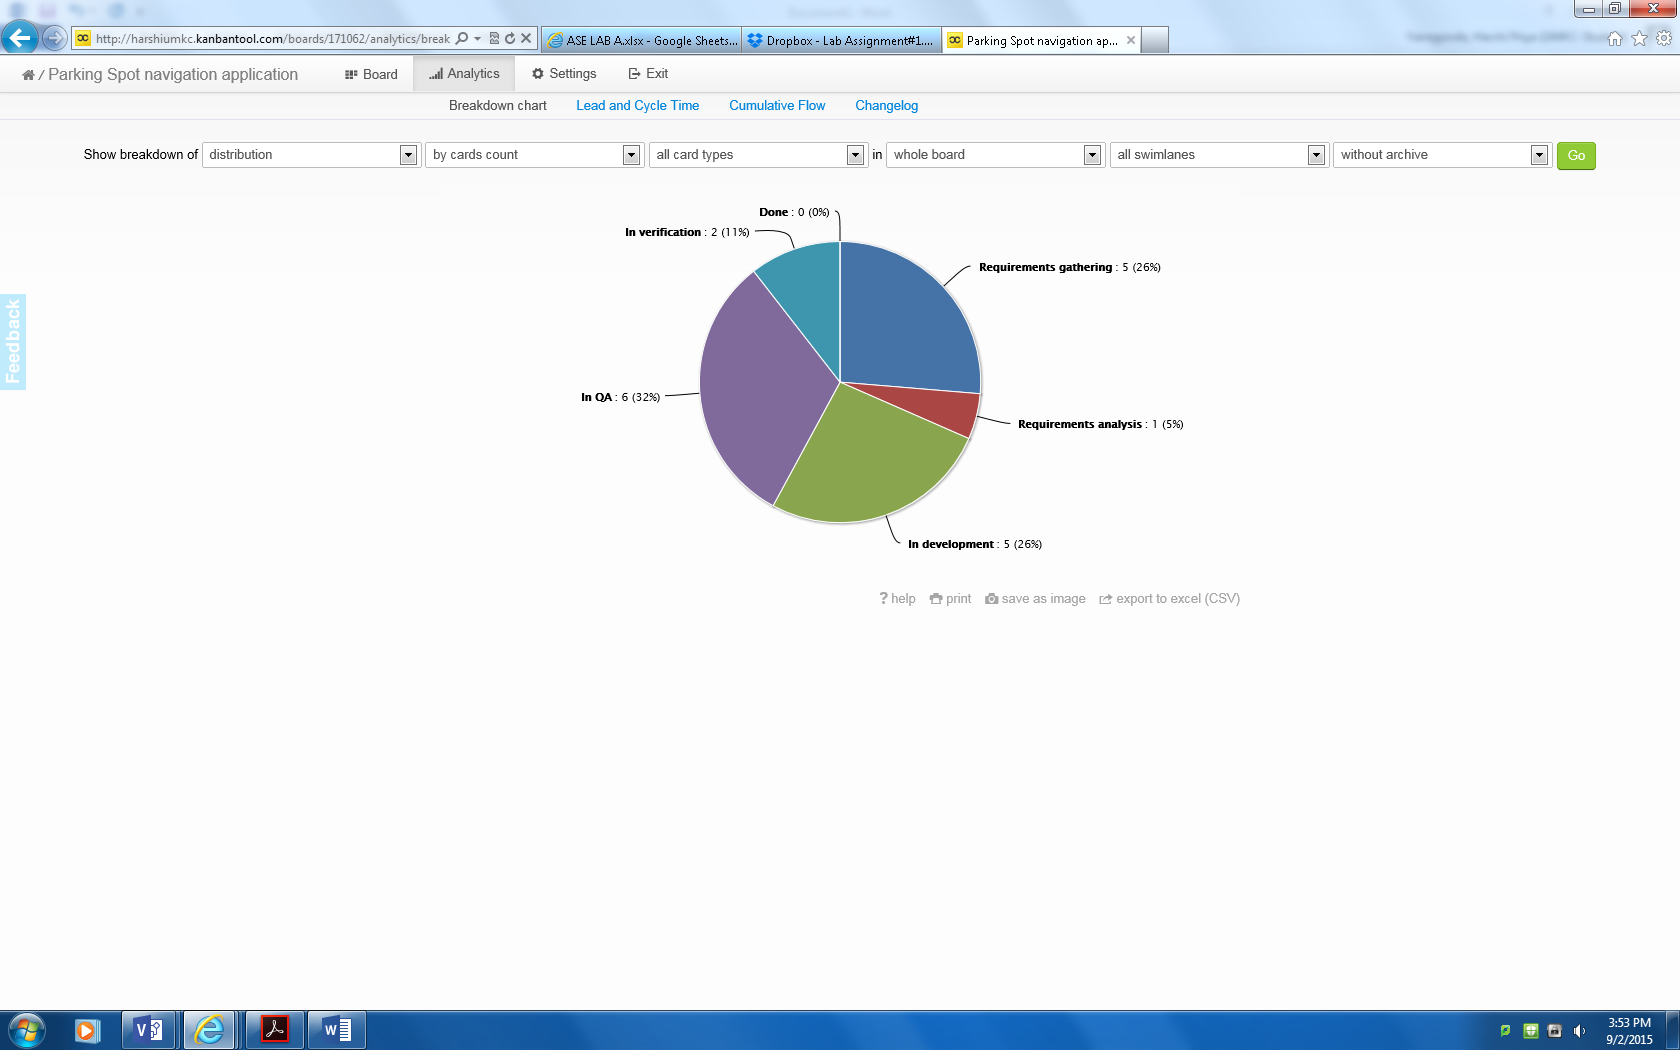 http://harshiumkc.kanbantool.com/boards/171062/analytics/break
ASE LAB A.xlsx - Google Sheets...
Dropbox - Lab Assignment#1....
Parking Spot navigation ap...
/ Parking Spot navigation application
Board
Analytics
Settings
Exit
Breakdown chart
Lead and Cycle Time
Cumulative Flow
Changelog
Show breakdown of distribution by cards count all card types in whole board all swimlanes without archive Go
Done : 0 (0%)
In verification : 2 (11%)
Requirements gathering : 5 (26%)
Feedback
In QA : 6 (32%)
Requirements analysis : 1 (5%)
In development : 5 (26%)
? help
print
save as image
export to excel (CSV)
3:53 PM
9/2/2015